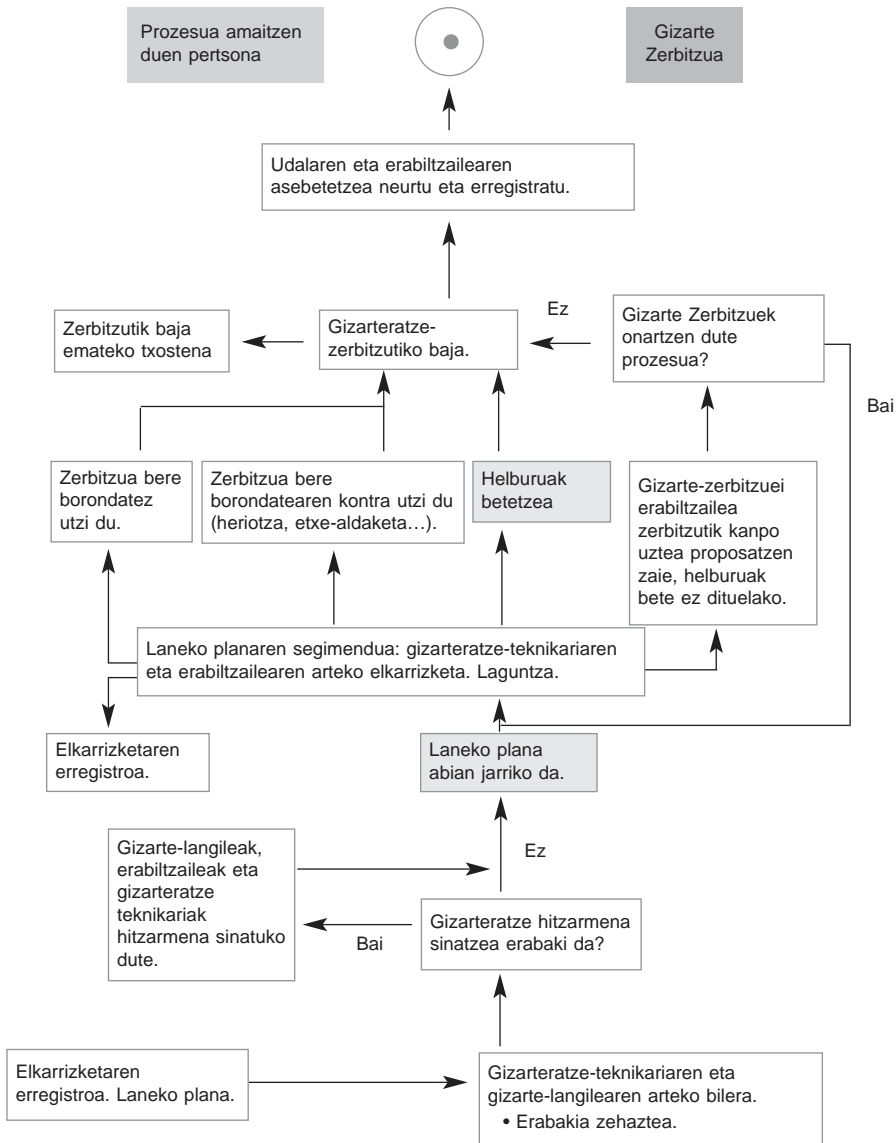 Prozesua amaitzen
duen pertsona
Gizarte
Zerbitzua
Udalaren eta erabiltzailearen
asebetetzea neurtu eta erregistratu.
Zerbitzutik baja
emateko txostena
Gizarteratze-
zerbitzutiko baja.
Ez
Gizarte Zerbitzuek
onartzen dute
prozesua?
Bai
Zerbitzua bere
borondatez
utzi du.
Zerbitzua bere
borondatearen kontra utzi du
(heriotza, etxe-aldaketa…).
Helburuak
betetzea
Gizarte-zerbitzuei
erabiltzailea
zerbitzutik kanpo
uztea proposatzen
zaie, helburuak
bete ez dituelako.
Laneko planaren segimendua: gizarteratze-teknikariaren
eta erabiltzailearen arteko elkarrizketa. Laguntza.
Elkarrizketaren
erregistroa.
Laneko plana
abian jarriko da.
Gizarte-langileak,
erabiltzaileak eta
gizarteratze
teknikariak
hitzarmena sinatuko
dute.
Ez
Bai
Gizarteratze hitzarmena
sinatzea erabaki da?
Elkarrizketaren
erregistroa. Laneko plana.
Gizarteratze-teknikariaren eta
gizarte-langilearen arteko bilera.
• Erabakia zehaztea.